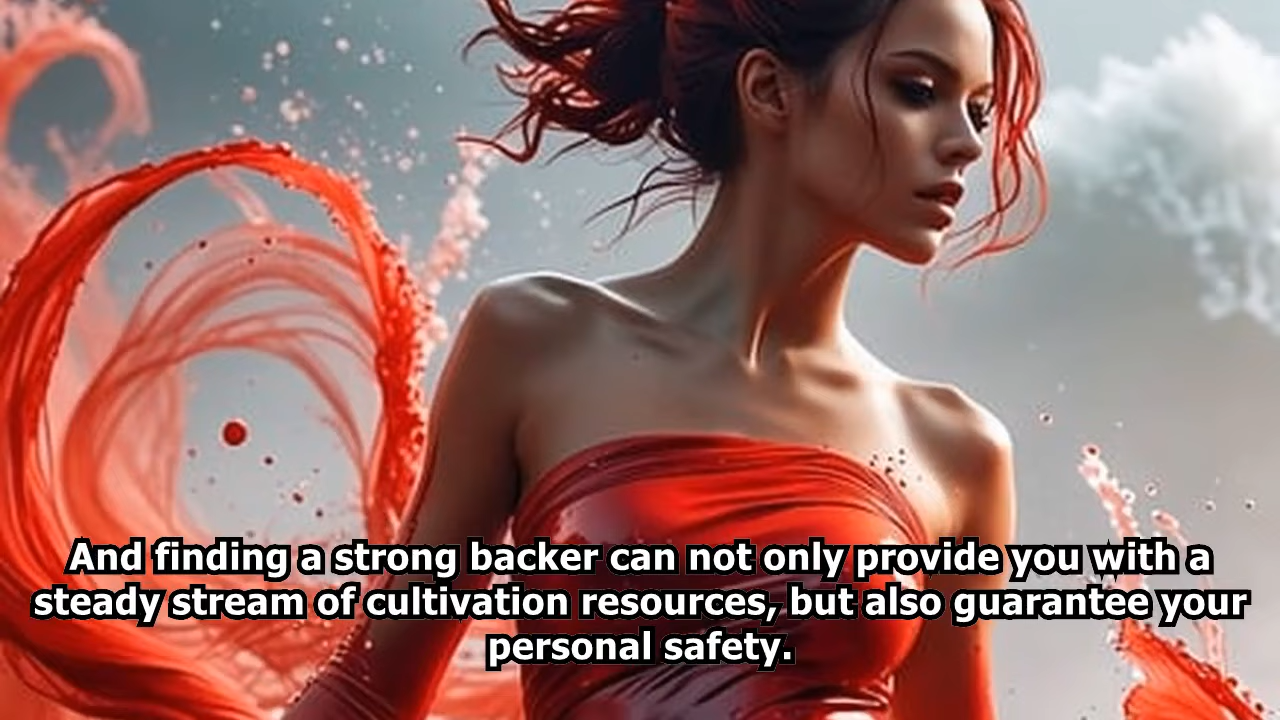 And finding a strong backer can not only provide you with a
steady stream of cultivation resources, but also guarantee your
personal safety.